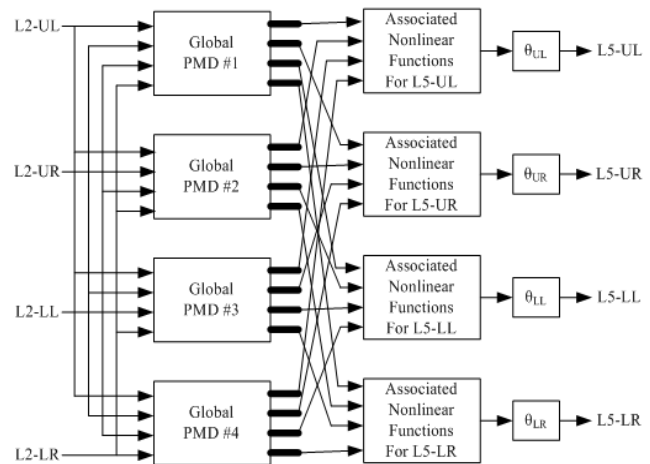 L2-UL
Global
PMD #1
Associated
Nonlinear
Functions
For L5-UL
θUL
L5-UL
L2-UR
Global
PMD #2
Associated
Nonlinear
Functions
For L5-UR
θUR
L5-UR
L2-LL
Global
PMD #3
Associated
Nonlinear
Functions
For L5-LL
θLL
L5-LL
L2-LR
Global
PMD #4
Associated
Nonlinear
Functions
For L5-LR
θLR
L5-LR